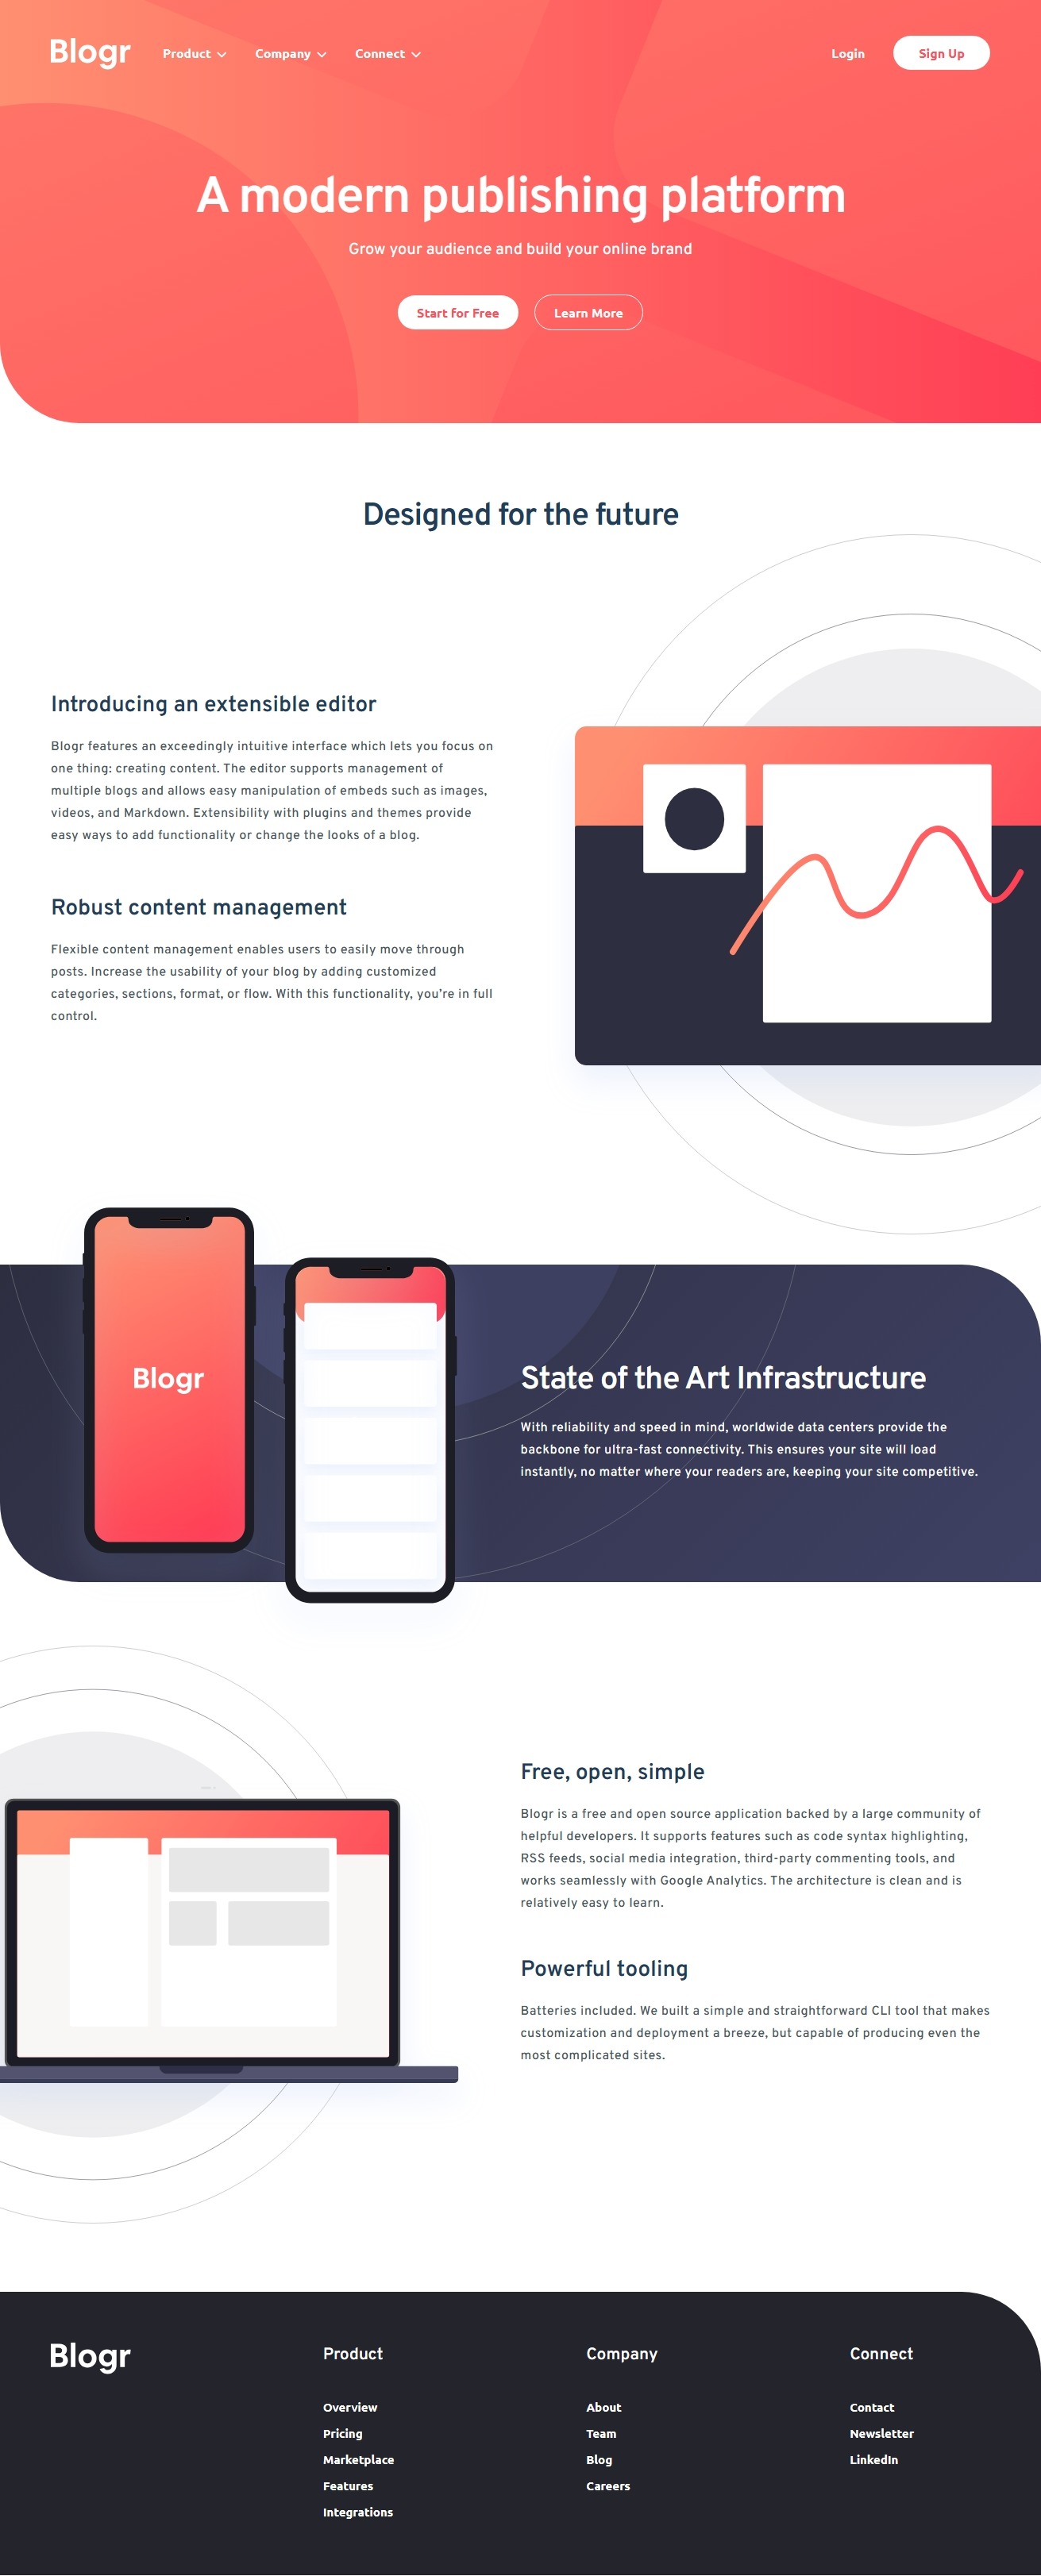 Blogr Product Company Connect Login Sign Up
A modern publishing platform
Grow your audience and build your online brand
Start for Free Learn More
Designed for the future
Introducing an extensible editor
Blogr features an exceedingly intuitive interface which lets you focus on
one thing: creating content. The editor supports management of
multiple blogs and allows easy manipulation of embeds such as images,
videos, and Markdown. Extensibility with plugins and themes provide
easy ways to add functionality or change the looks of a blog.
Robust content management
Flexible content management enables users to easily move through
posts. Increase the usability of your blog by adding customized
categories, sections, format, or flow. With this functionality, you’re in full
control.
Blogr
State of the Art Infrastructure
With reliability and speed in mind, worldwide data centers provide the
backbone for ultra-fast connectivity. This ensures your site will load
instantly, no matter where your readers are, keeping your site competitive.
Free, open, simple
Blogr is a free and open source application backed by a large community of
helpful developers. It supports features such as code syntax highlighting,
RSS feeds, social media integration, third-party commenting tools, and
works seamlessly with Google Analytics. The architecture is clean and is
relatively easy to learn.
Powerful tooling
Batteries included. We built a simple and straightforward CLI tool that makes
customization and deployment a breeze, but capable of producing even the
most complicated sites.
Blogr
Product
Overview
Pricing
Marketplace
Features
Integrations
Company
About
Team
Blog
Careers
Connect
Contact
Newsletter
LinkedIn